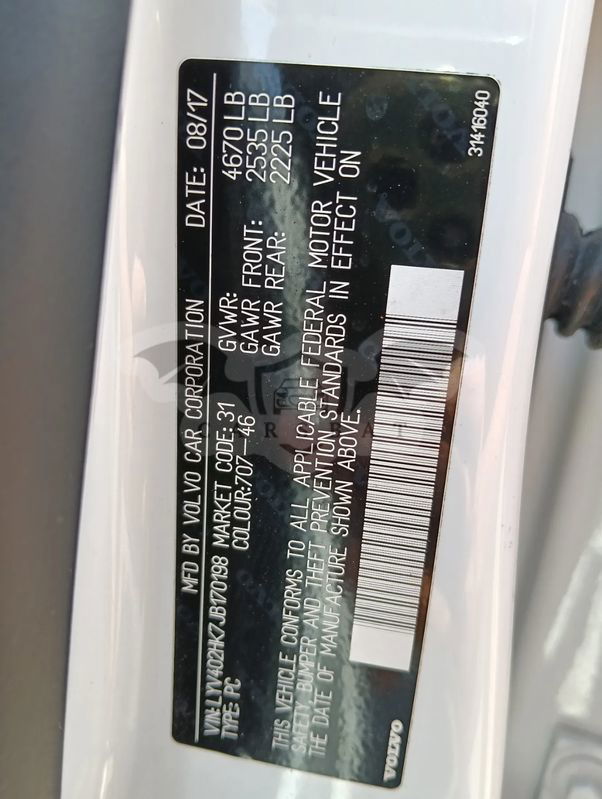 MFD BY VOLVO CAR CORPORATION DATE: 08/17
VIN: LYV402HK7JB170198 MARKET CODE: 31 GVWR: 4670 LB
TYPE: PC COLOUR: 707-46 GAWR FRONT: 2535 LB
GAWR REAR: 2225 LB
THIS VEHICLE CONFORMS TO ALL APPLICABLE FEDERAL MOTOR VEHICLE
SAFETY, BUMPER AND THEFT PREVENTION STANDARDS IN EFFECT ON
THE DATE OF MANUFACTURE SHOWN ABOVE.
VOLVO
31416040